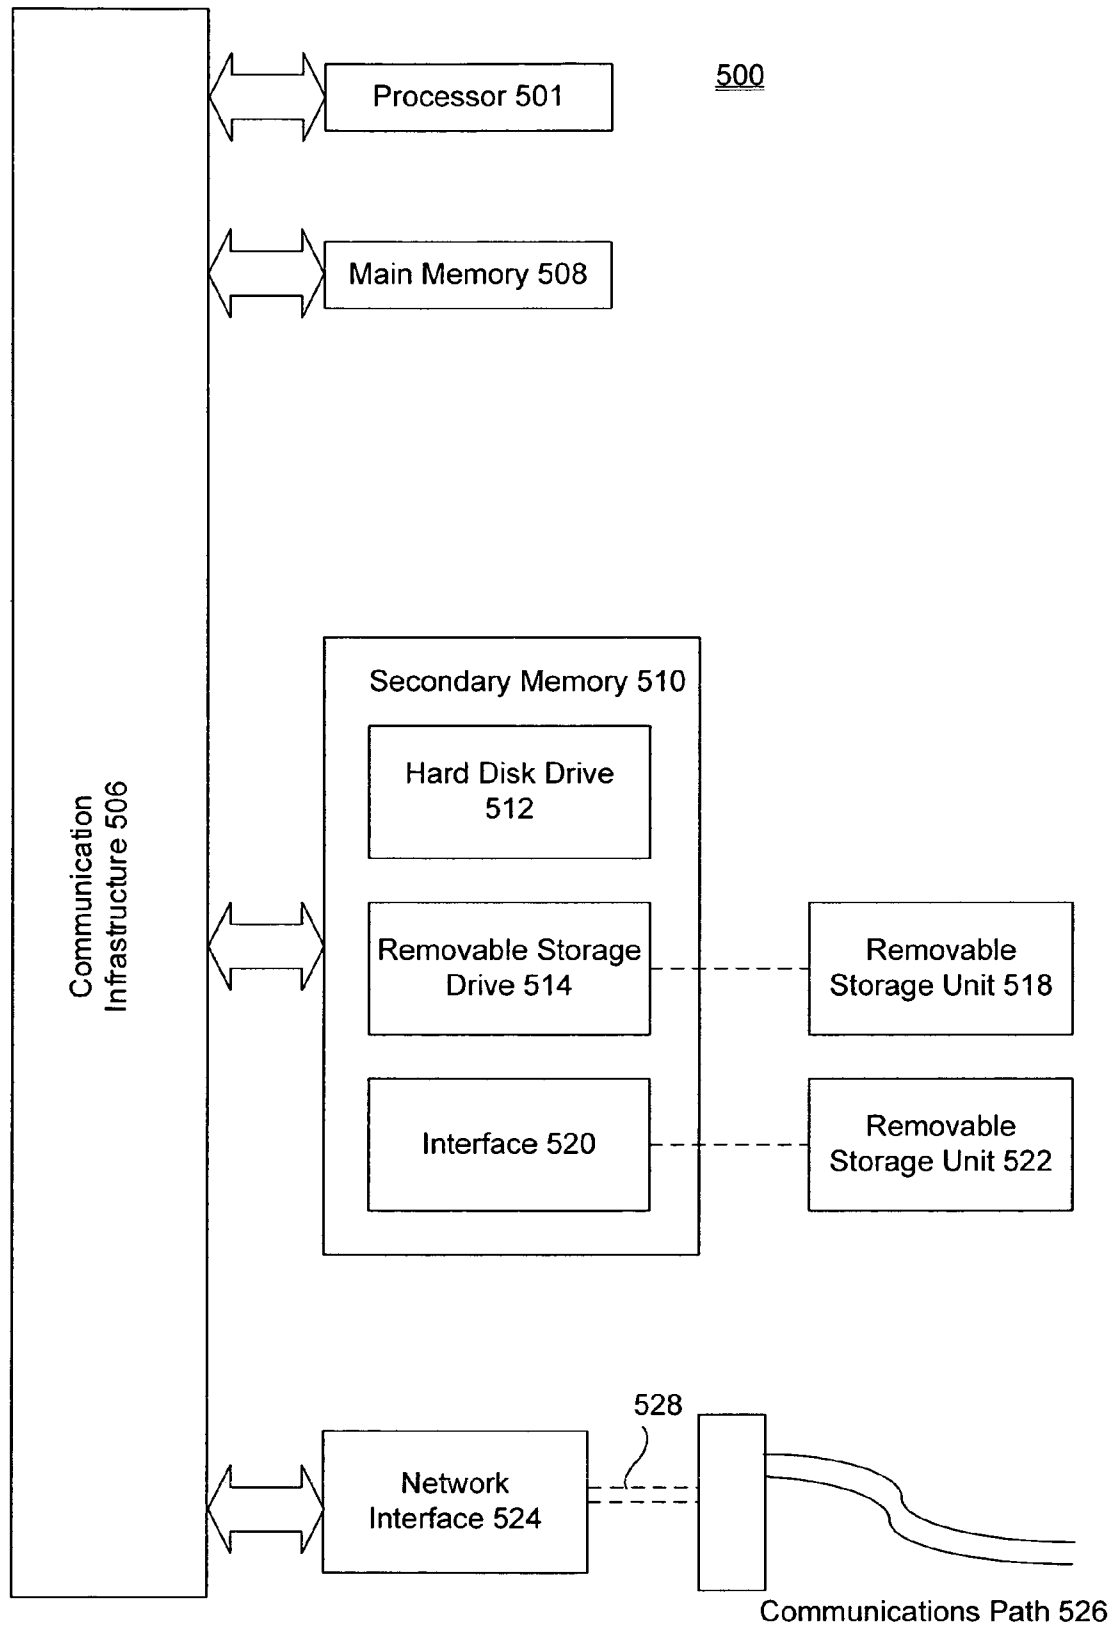 500
Processor 501
Main Memory 508
Communication
Infrastructure 506
Secondary Memory 510
Hard Disk Drive
512
Removable Storage
Drive 514
Removable
Storage Unit 518
Interface 520
Removable
Storage Unit 522
528
Network
Interface 524
Communications Path 526